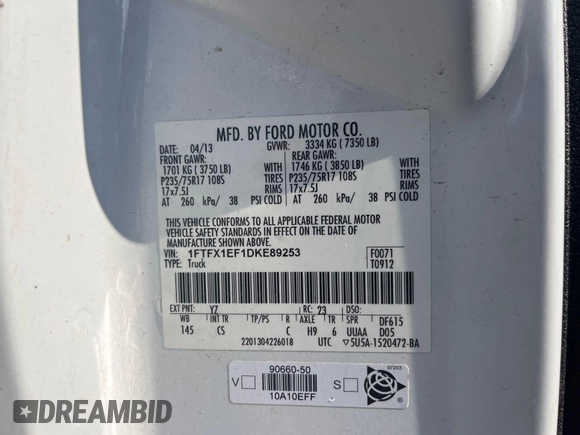 MFD. BY FORD MOTOR CO.
DATE: 04/13 GVWR: 3334 KG ( 7350 LB)
FRONT GAWR: REAR GAWR:
1701 KG ( 3750 LB) WITH 1746 KG ( 3850 LB) WITH
P235/75R17 108S TIRES P235/75R17 108S TIRES
17x7.5J RIMS 17x7.5J RIMS
AT 260 kPa/ 38 PSI COLD AT 260 kPa/ 38 PSI COLD
THIS VEHICLE CONFORMS TO ALL APPLICABLE FEDERAL MOTOR
VEHICLE SAFETY STANDARDS IN EFFECT ON THE DATE OF
MANUFACTURE SHOWN ABOVE.
VIN: 1FTFX1EF1DKE89253 F0071
TYPE: Truck T0912
EXT PNT: YZ RC: 23 DSO:
WB INT TR TP/PS R AXLE TR SPR DF615
145 CS C H9 6 UUAA D05
2201304226018 UTC 5U5A-1520472-BA
90660-50 97203
V S
10A10EFF
DREAMBID